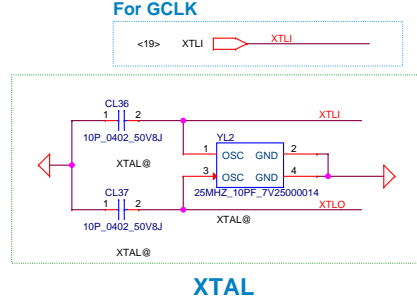 For GCLK
<19> XTLI XTLI
CL36
1 2 XTLI
10P_0402_50V8J
YL2
XTAL@
1 OSC GND 2
3 OSC GND 4
CL37
25MHZ_10PF_7V25000014
1 2 XTLO
10P_0402_50V8J
XTAL@
XTAL@
XTAL